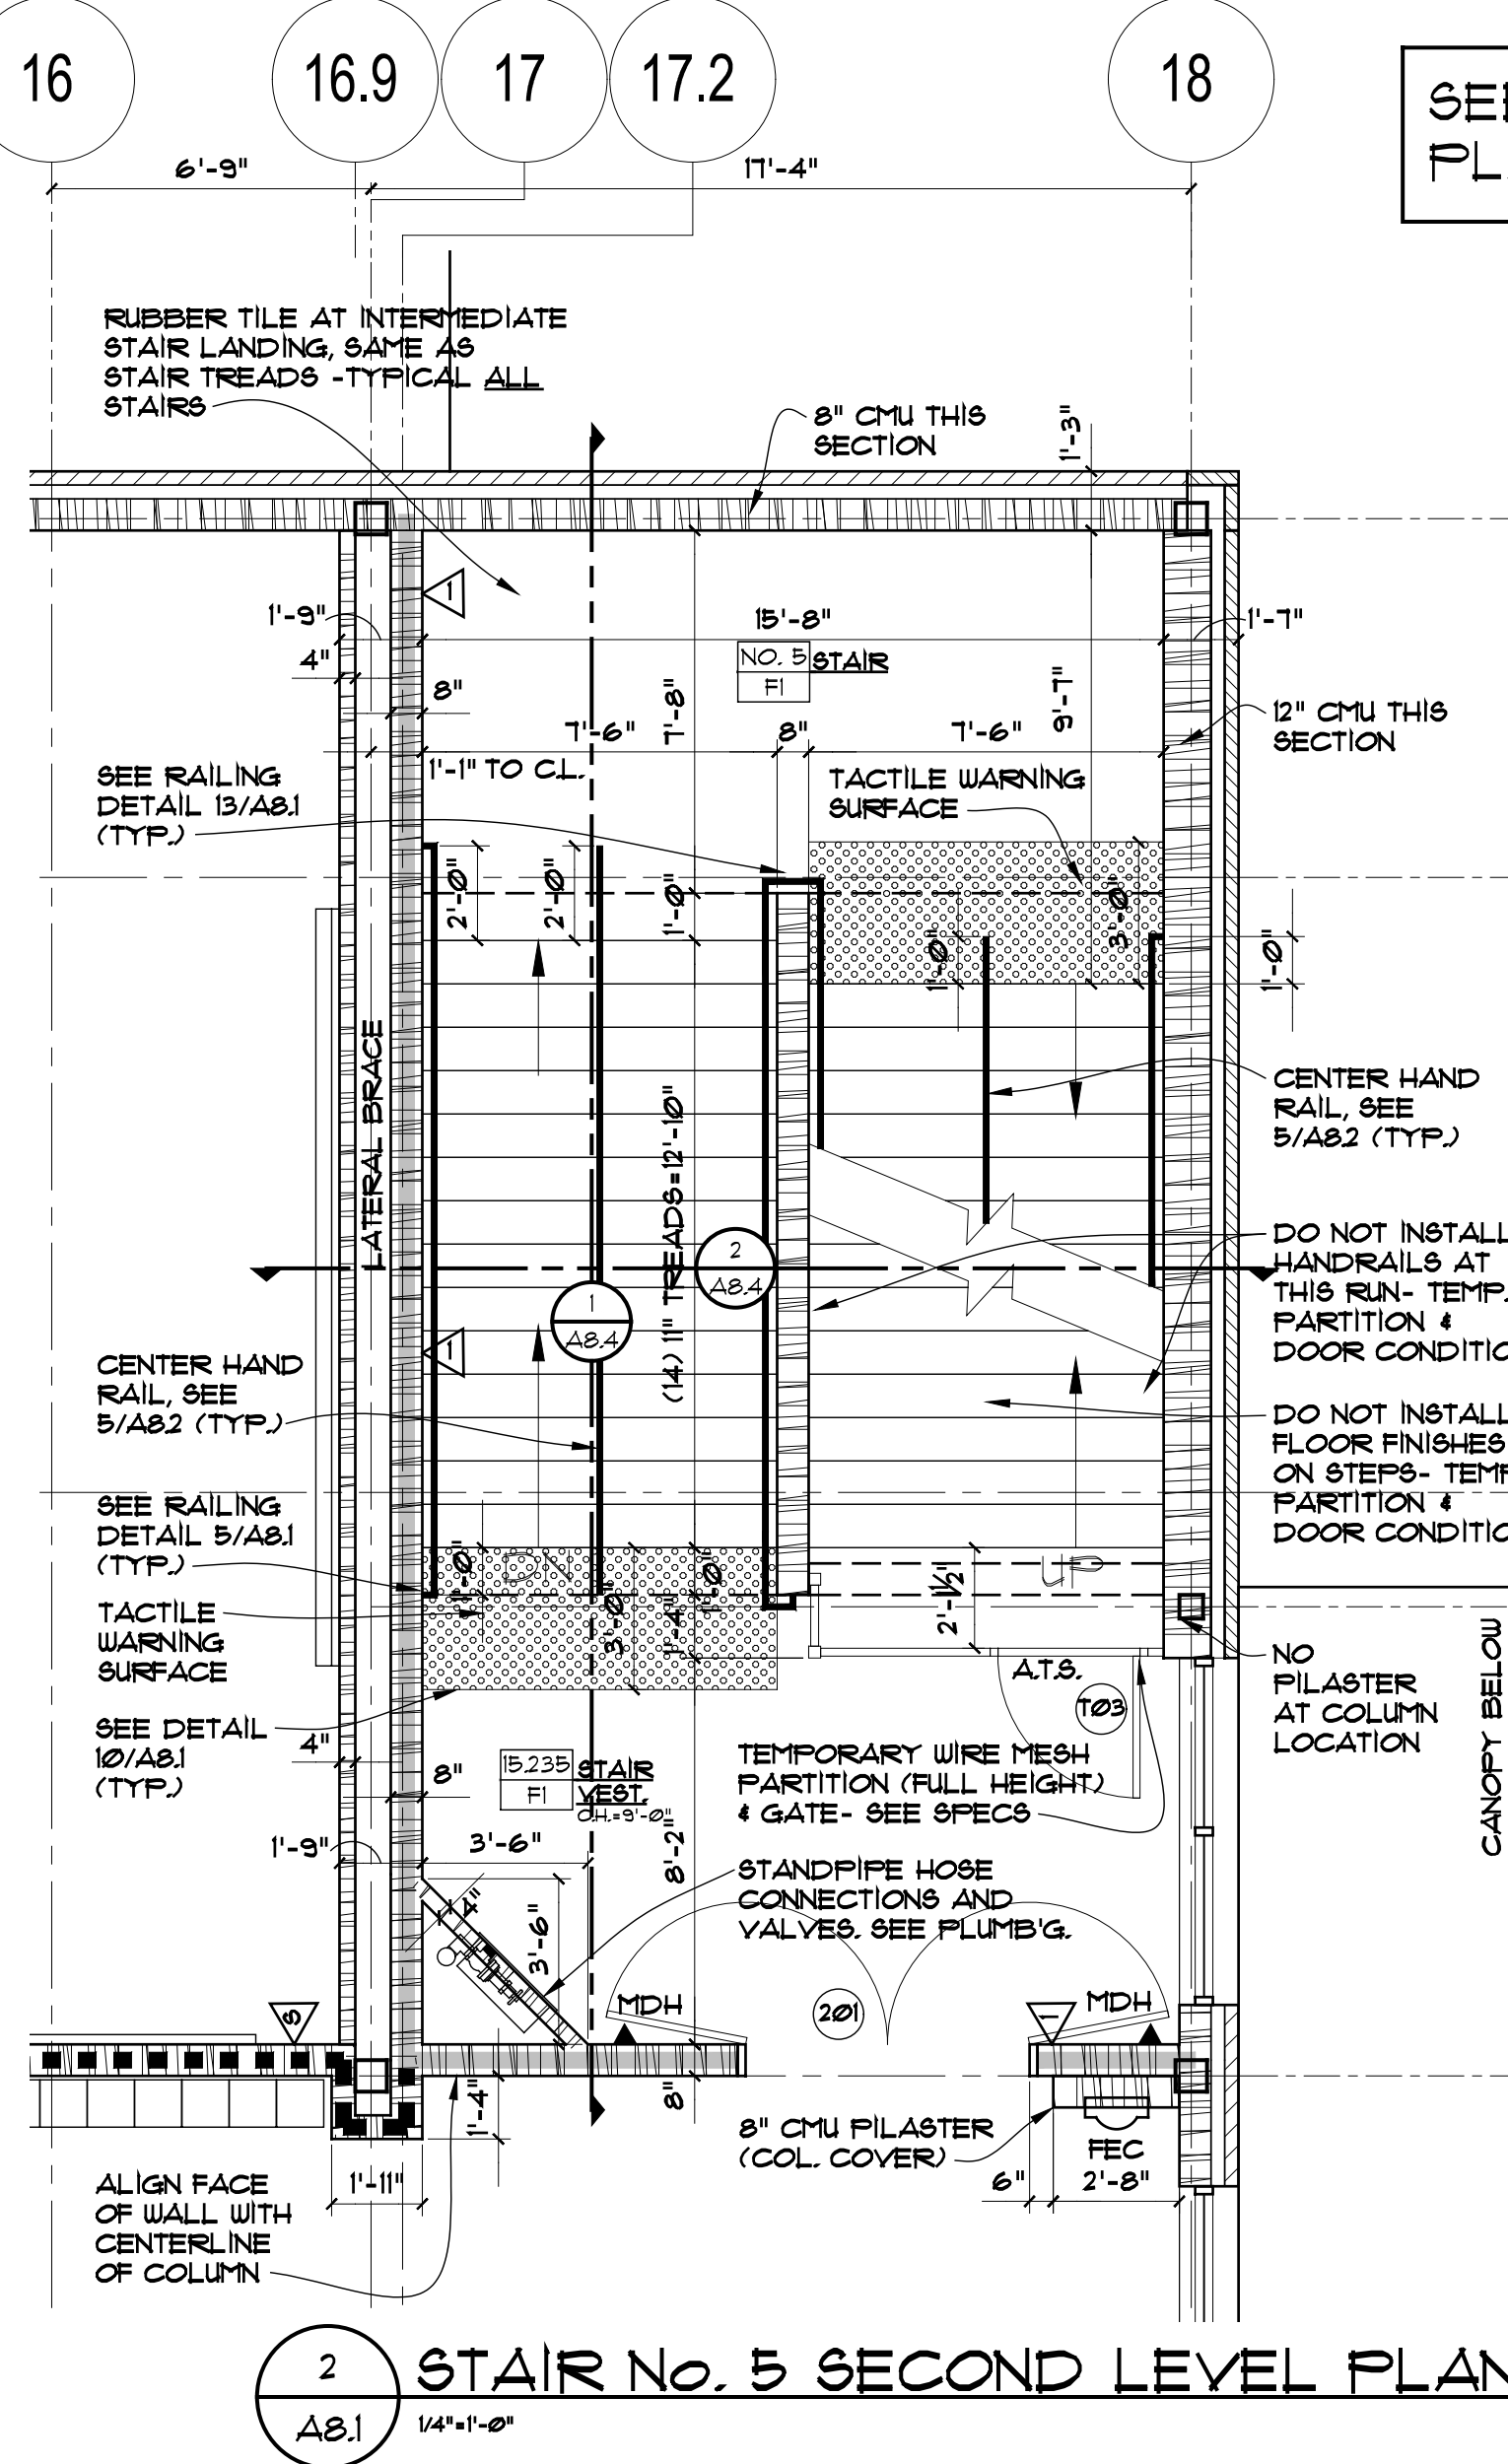 16
16.9
17
17.2
18
SEE
PL
6'-9"
17'-4"
RUBBER TILE AT INTERMEDIATE
STAIR LANDING, SAME AS
STAIR TREADS -TYPICAL ALL
STAIRS
8" CMU THIS
SECTION
1'-3"
1'-9"
15'-8"
1'-7"
1
4"
NO. 5
STAIR
F1
8"
7'-8"
9'-7"
7'-6"
8"
7'-6"
12" CMU THIS
SECTION
1'-1" TO C.L.
SEE RAILING
DETAIL 13/A8.1
(TYP.)
TACTILE WARNING
SURFACE
2'-0"
2'-0"
1'-0"
1'-0"
3'-0"
1'-0"
LATERAL BRACE
CENTER HAND
RAIL, SEE
5/A8.2 (TYP.)
(14) 11" TREADS=12'-10"
2
A8.4
1
A8.4
DO NOT INSTALL
HANDRAILS AT
THIS RUN- TEMP.
PARTITION &
DOOR CONDITIO
1
CENTER HAND
RAIL, SEE
5/A8.2 (TYP.)
DO NOT INSTALL
FLOOR FINISHES
ON STEPS- TEMP
PARTITION &
DOOR CONDITIO
SEE RAILING
DETAIL 5/A8.1
(TYP.)
1'-0"
DN
3'-0"
1'-4"
1'-0"
2'-1½"
UP
TACTILE
WARNING
SURFACE
NO
PILASTER
AT COLUMN
LOCATION
CANOPY BELOW
A.T.S.
T03
SEE DETAIL
10/A8.1
(TYP.)
4"
8"
15.235
STAIR
VEST.
F1
C.H.=9'-0"
TEMPORARY WIRE MESH
PARTITION (FULL HEIGHT)
& GATE- SEE SPECS
1'-9"
3'-6"
8'-2"
STANDPIPE HOSE
CONNECTIONS AND
VALVES. SEE PLUMB'G.
4"
3'-6"
S
MDH
201
1
MDH
1'-4"
8"
8" CMU PILASTER
(COL. COVER)
FEC
6"
2'-8"
ALIGN FACE
OF WALL WITH
CENTERLINE
OF COLUMN
1'-11"
2
A8.1
STAIR No. 5 SECOND LEVEL PLAN
1/4"=1'-0"